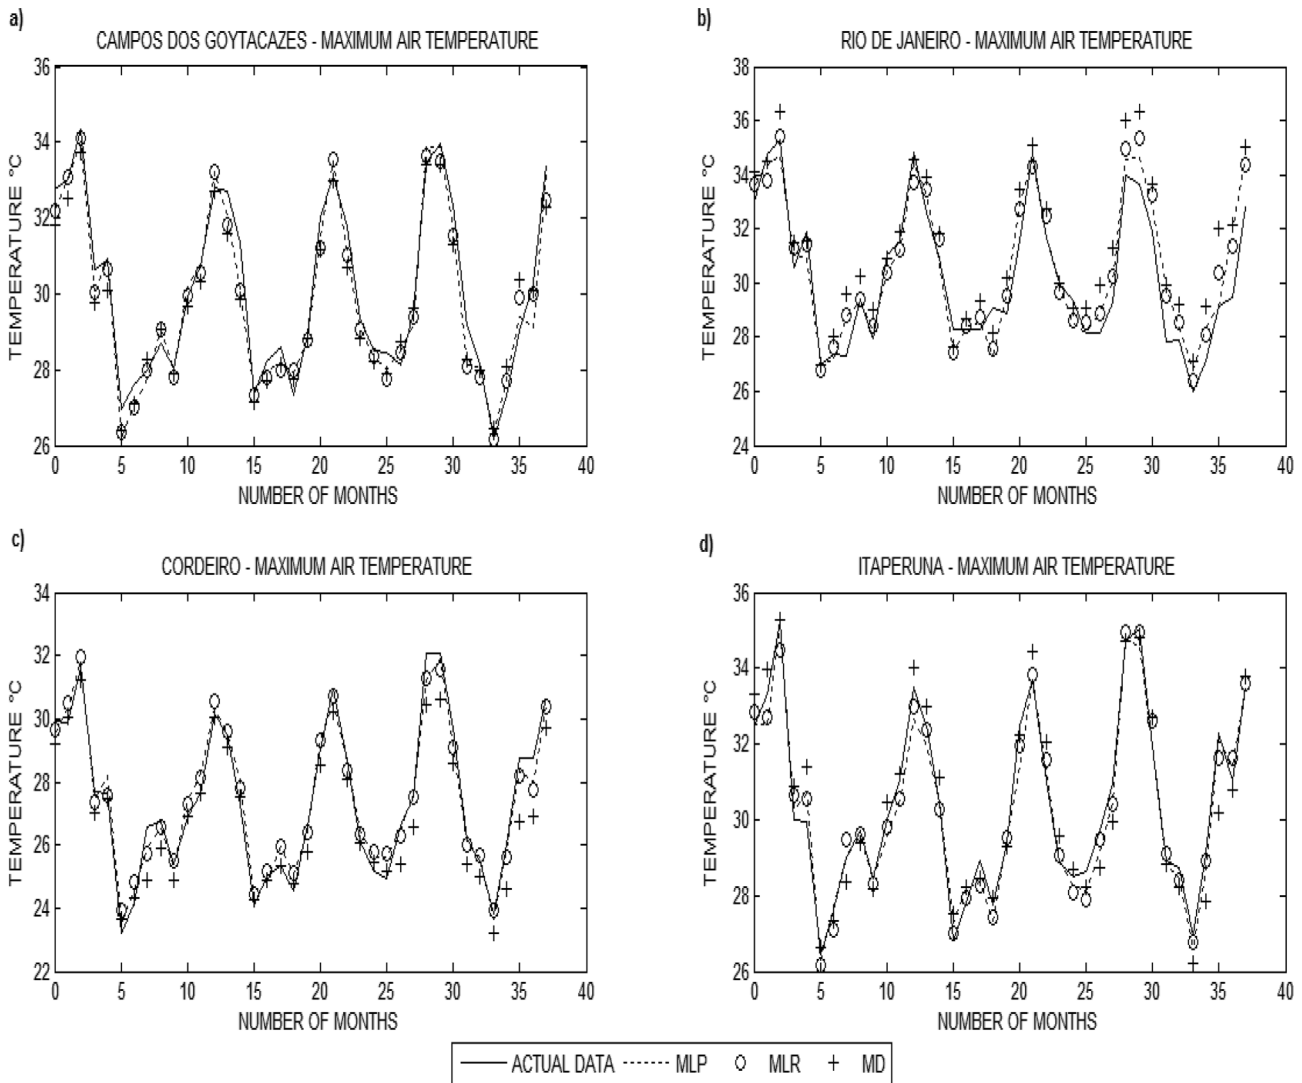 a)
CAMPOS DOS GOYTACAZES - MAXIMUM AIR TEMPERATURE
36
34
32
30
28
26
TEMPERATURE °C
0 5 10 15 20 25 30 35 40
NUMBER OF MONTHS
b)
RIO DE JANEIRO - MAXIMUM AIR TEMPERATURE
38
36
34
32
30
28
26
24
TEMPERATURE °C
0 5 10 15 20 25 30 35 40
NUMBER OF MONTHS
c)
CORDEIRO - MAXIMUM AIR TEMPERATURE
34
32
30
28
26
24
22
TEMPERATURE °C
0 5 10 15 20 25 30 35 40
NUMBER OF MONTHS
d)
ITAPERUNA - MAXIMUM AIR TEMPERATURE
36
34
32
30
28
26
TEMPERATURE °C
0 5 10 15 20 25 30 35 40
NUMBER OF MONTHS
ACTUAL DATA MLP MLR MD